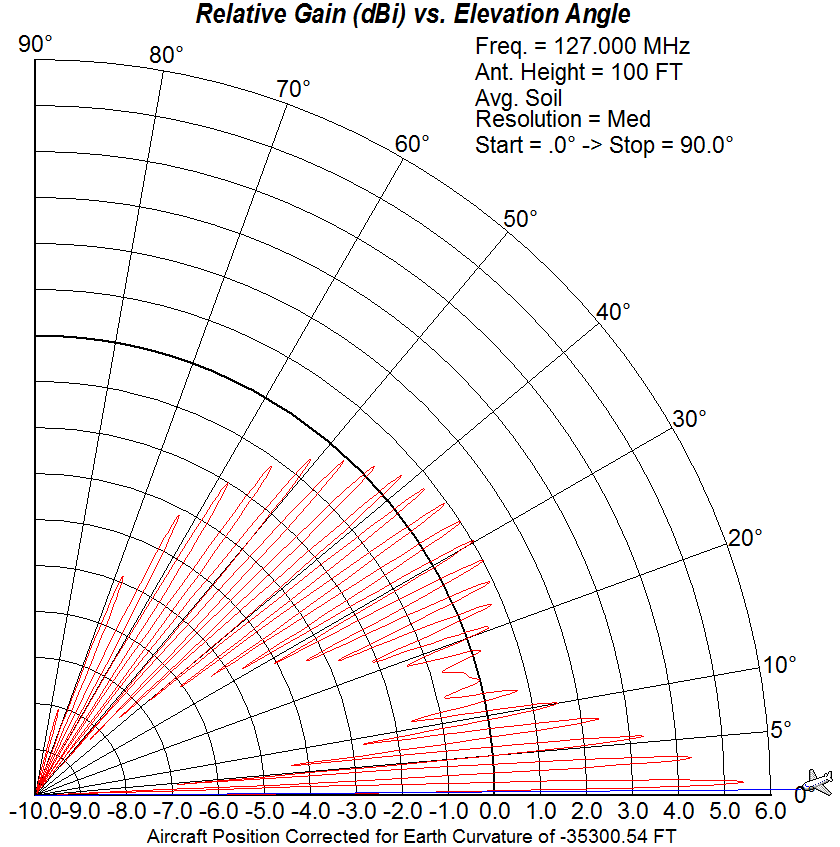 Relative Gain (dBi) vs. Elevation Angle
Freq. = 127.000 MHz
Ant. Height = 100 FT
Avg. Soil
Resolution = Med
Start = .0° -> Stop = 90.0°
90°
80°
70°
60°
50°
40°
30°
20°
10°
5°
0°
-10.0 -9.0 -8.0 -7.0 -6.0 -5.0 -4.0 -3.0 -2.0 -1.0 0.0 1.0 2.0 3.0 4.0 5.0 6.0
Aircraft Position Corrected for Earth Curvature of -35300.54 FT